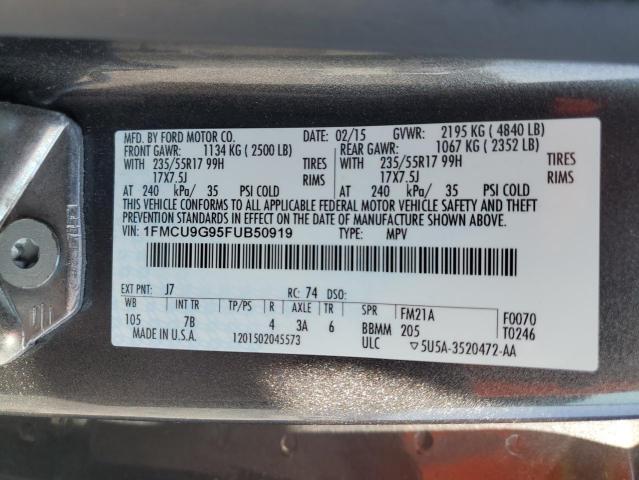 MFD. BY FORD MOTOR CO. DATE: 02/15 GVWR: 2195 KG ( 4840 LB)
FRONT GAWR: 1134 KG ( 2500 LB) REAR GAWR: 1067 KG ( 2352 LB)
WITH 235/55R17 99H TIRES WITH 235/55R17 99H TIRES
17X7.5J RIMS 17X7.5J RIMS
AT 240 kPa/ 35 PSI COLD AT 240 kPa/ 35 PSI COLD
THIS VEHICLE CONFORMS TO ALL APPLICABLE FEDERAL MOTOR VEHICLE SAFETY AND THEFT
PREVENTION STANDARDS IN EFFECT ON THE DATE OF MANUFACTURE SHOWN ABOVE.
VIN: 1FMCU9G95FUB50919 TYPE: MPV
EXT PNT: J7 RC: 74 DSO:
WB INT TR TP/PS R AXLE TR SPR FM21A F0070
105 7B 4 3A 6 BBMM 205 T0246
MADE IN U.S.A. 1201502045573 ULC ▽5U5A-3520472-AA